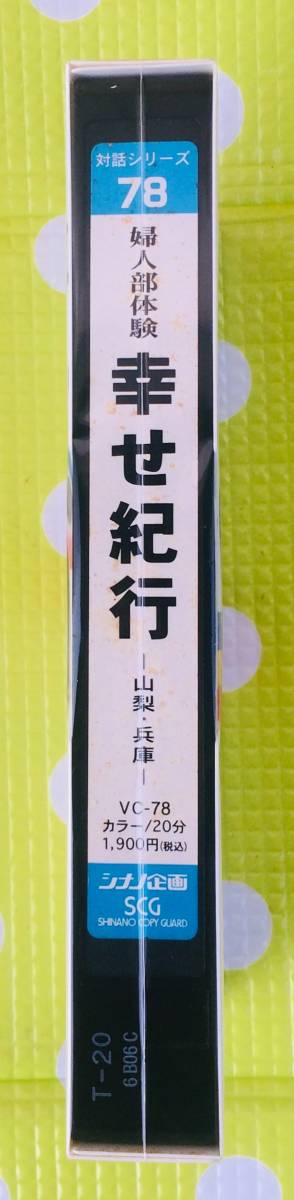 対話シリーズ
78
婦人部体験
幸せ紀行
－山梨・兵庫－
VC-78
カラー/20分
1,900円(税込)
シナノ企画
SCG
SHINANO COPY GUARD
T-20
6B06C